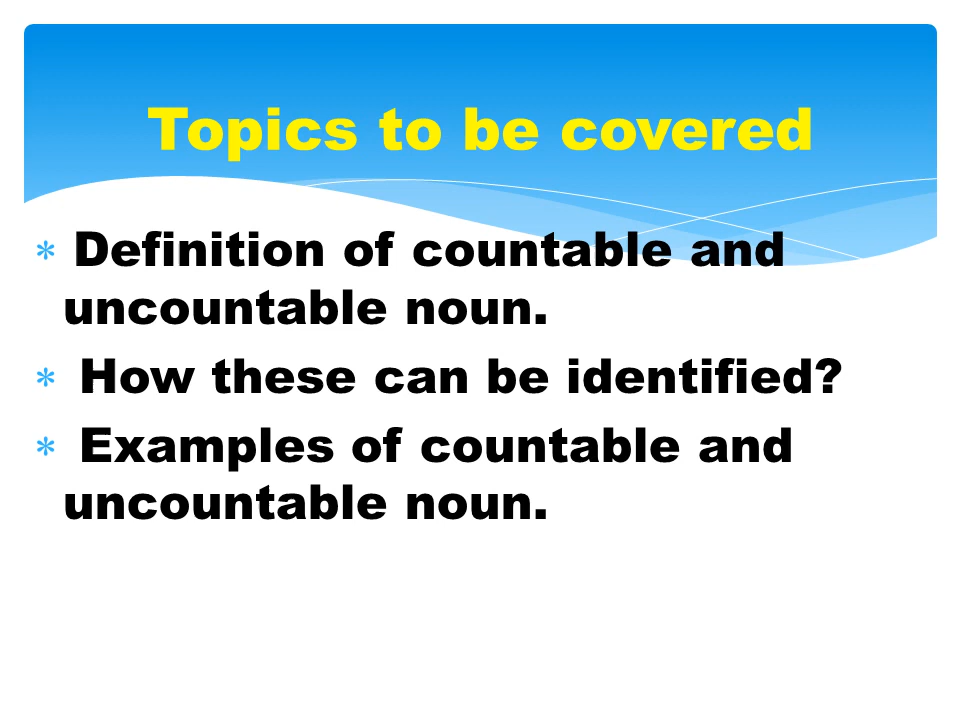 Topics to be covered
* Definition of countable and
uncountable noun.
* How these can be identified?
* Examples of countable and
uncountable noun.